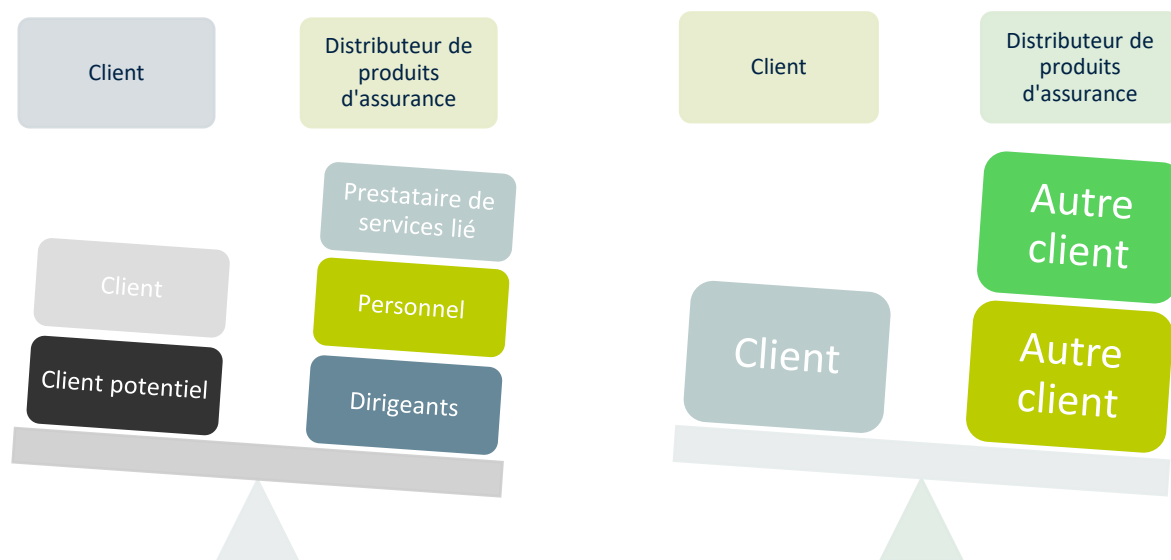 Client
Distributeur de
produits
d'assurance
Prestataire de
services lié
Client
Personnel
Client potentiel
Dirigeants
Client
Distributeur de
produits
d'assurance
Autre
client
Client
Autre
client